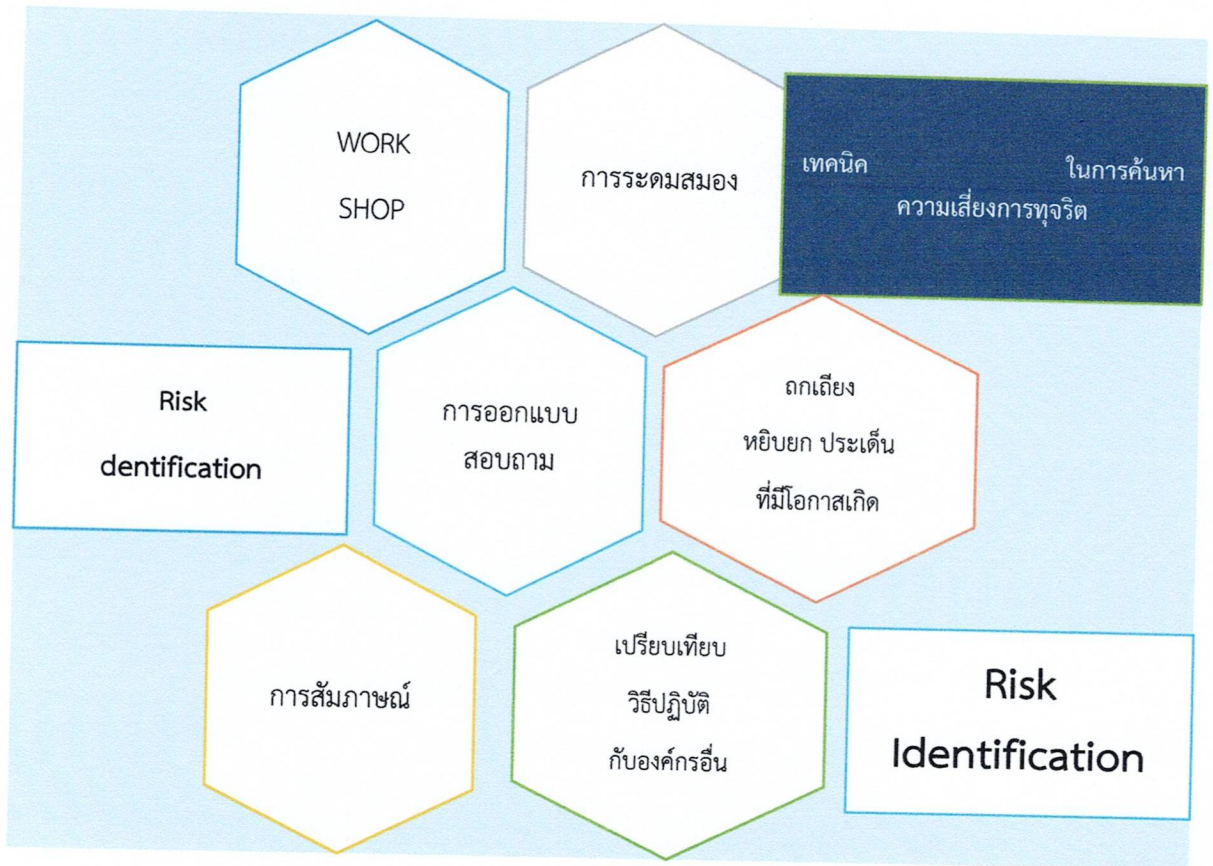 WORK
SHOP
การระดมสมอง
เทคนิค ในการค้นหา
ความเสี่ยงการทุจริต
Risk
dentification
การออกแบบ
สอบถาม
ถกเถียง
หยิบยก ประเด็น
ที่มีโอกาสเกิด
การสัมภาษณ์
เปรียบเทียบ
วิธีปฏิบัติ
กับองค์กรอื่น
Risk
Identification